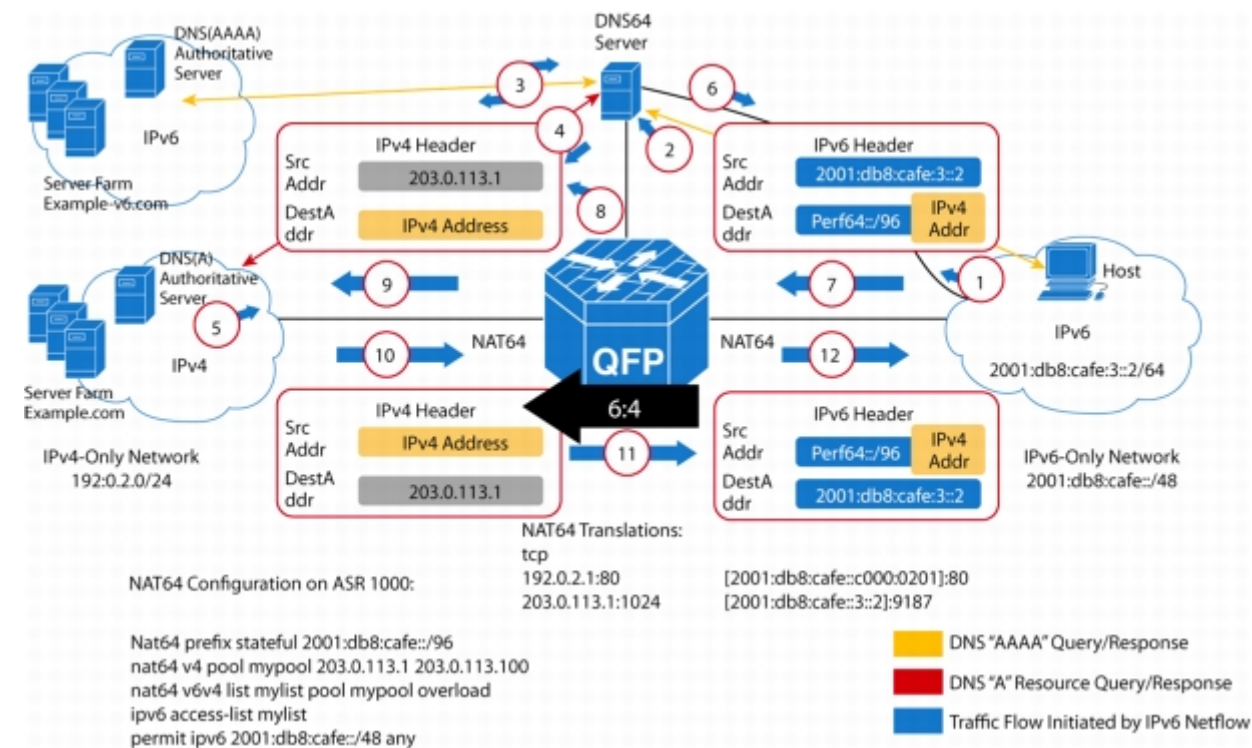 DNS64
Server
DNS(AAAA)
Authoritative
Server
3
6
IPv6
4
2
Server Farm
Example-v6.com
IPv4 Header
Src
Addr
203.0.113.1
DestA
ddr
IPv4 Address
8
IPv6 Header
Src
Addr
2001:db8:cafe:3::2
DestA
ddr
Perf64::/96
IPv4
Addr
DNS(A)
Authoritative
Server
5
IPv4
Server Farm
Example.com
9
7
1
Host
IPv6
2001:db8:cafe:3::2/64
10
NAT64
QFP
NAT64
12
6:4
IPv4 Header
Src
Addr
IPv4 Address
DestA
ddr
203.0.113.1
11
IPv6 Header
Src
Addr
Perf64::/96
IPv4
Addr
DestA
ddr
2001:db8:cafe:3::2
IPv4-Only Network
192:0.2.0/24
IPv6-Only Network
2001:db8:cafe::/48
NAT64 Translations:
tcp
192.0.2.1:80 [2001:db8:cafe::c000:0201]:80
203.0.113.1:1024 [2001:db8:cafe::3::2]:9187
NAT64 Configuration on ASR 1000:
Nat64 prefix stateful 2001:db8:cafe::/96
nat64 v4 pool mypool 203.0.113.1 203.0.113.100
nat64 v6v4 list mylist pool mypool overload
ipv6 access-list mylist
permit ipv6 2001:db8:cafe::/48 any
DNS "AAAA" Query/Response
DNS "A" Resource Query/Response
Traffic Flow Initiated by IPv6 Netflow